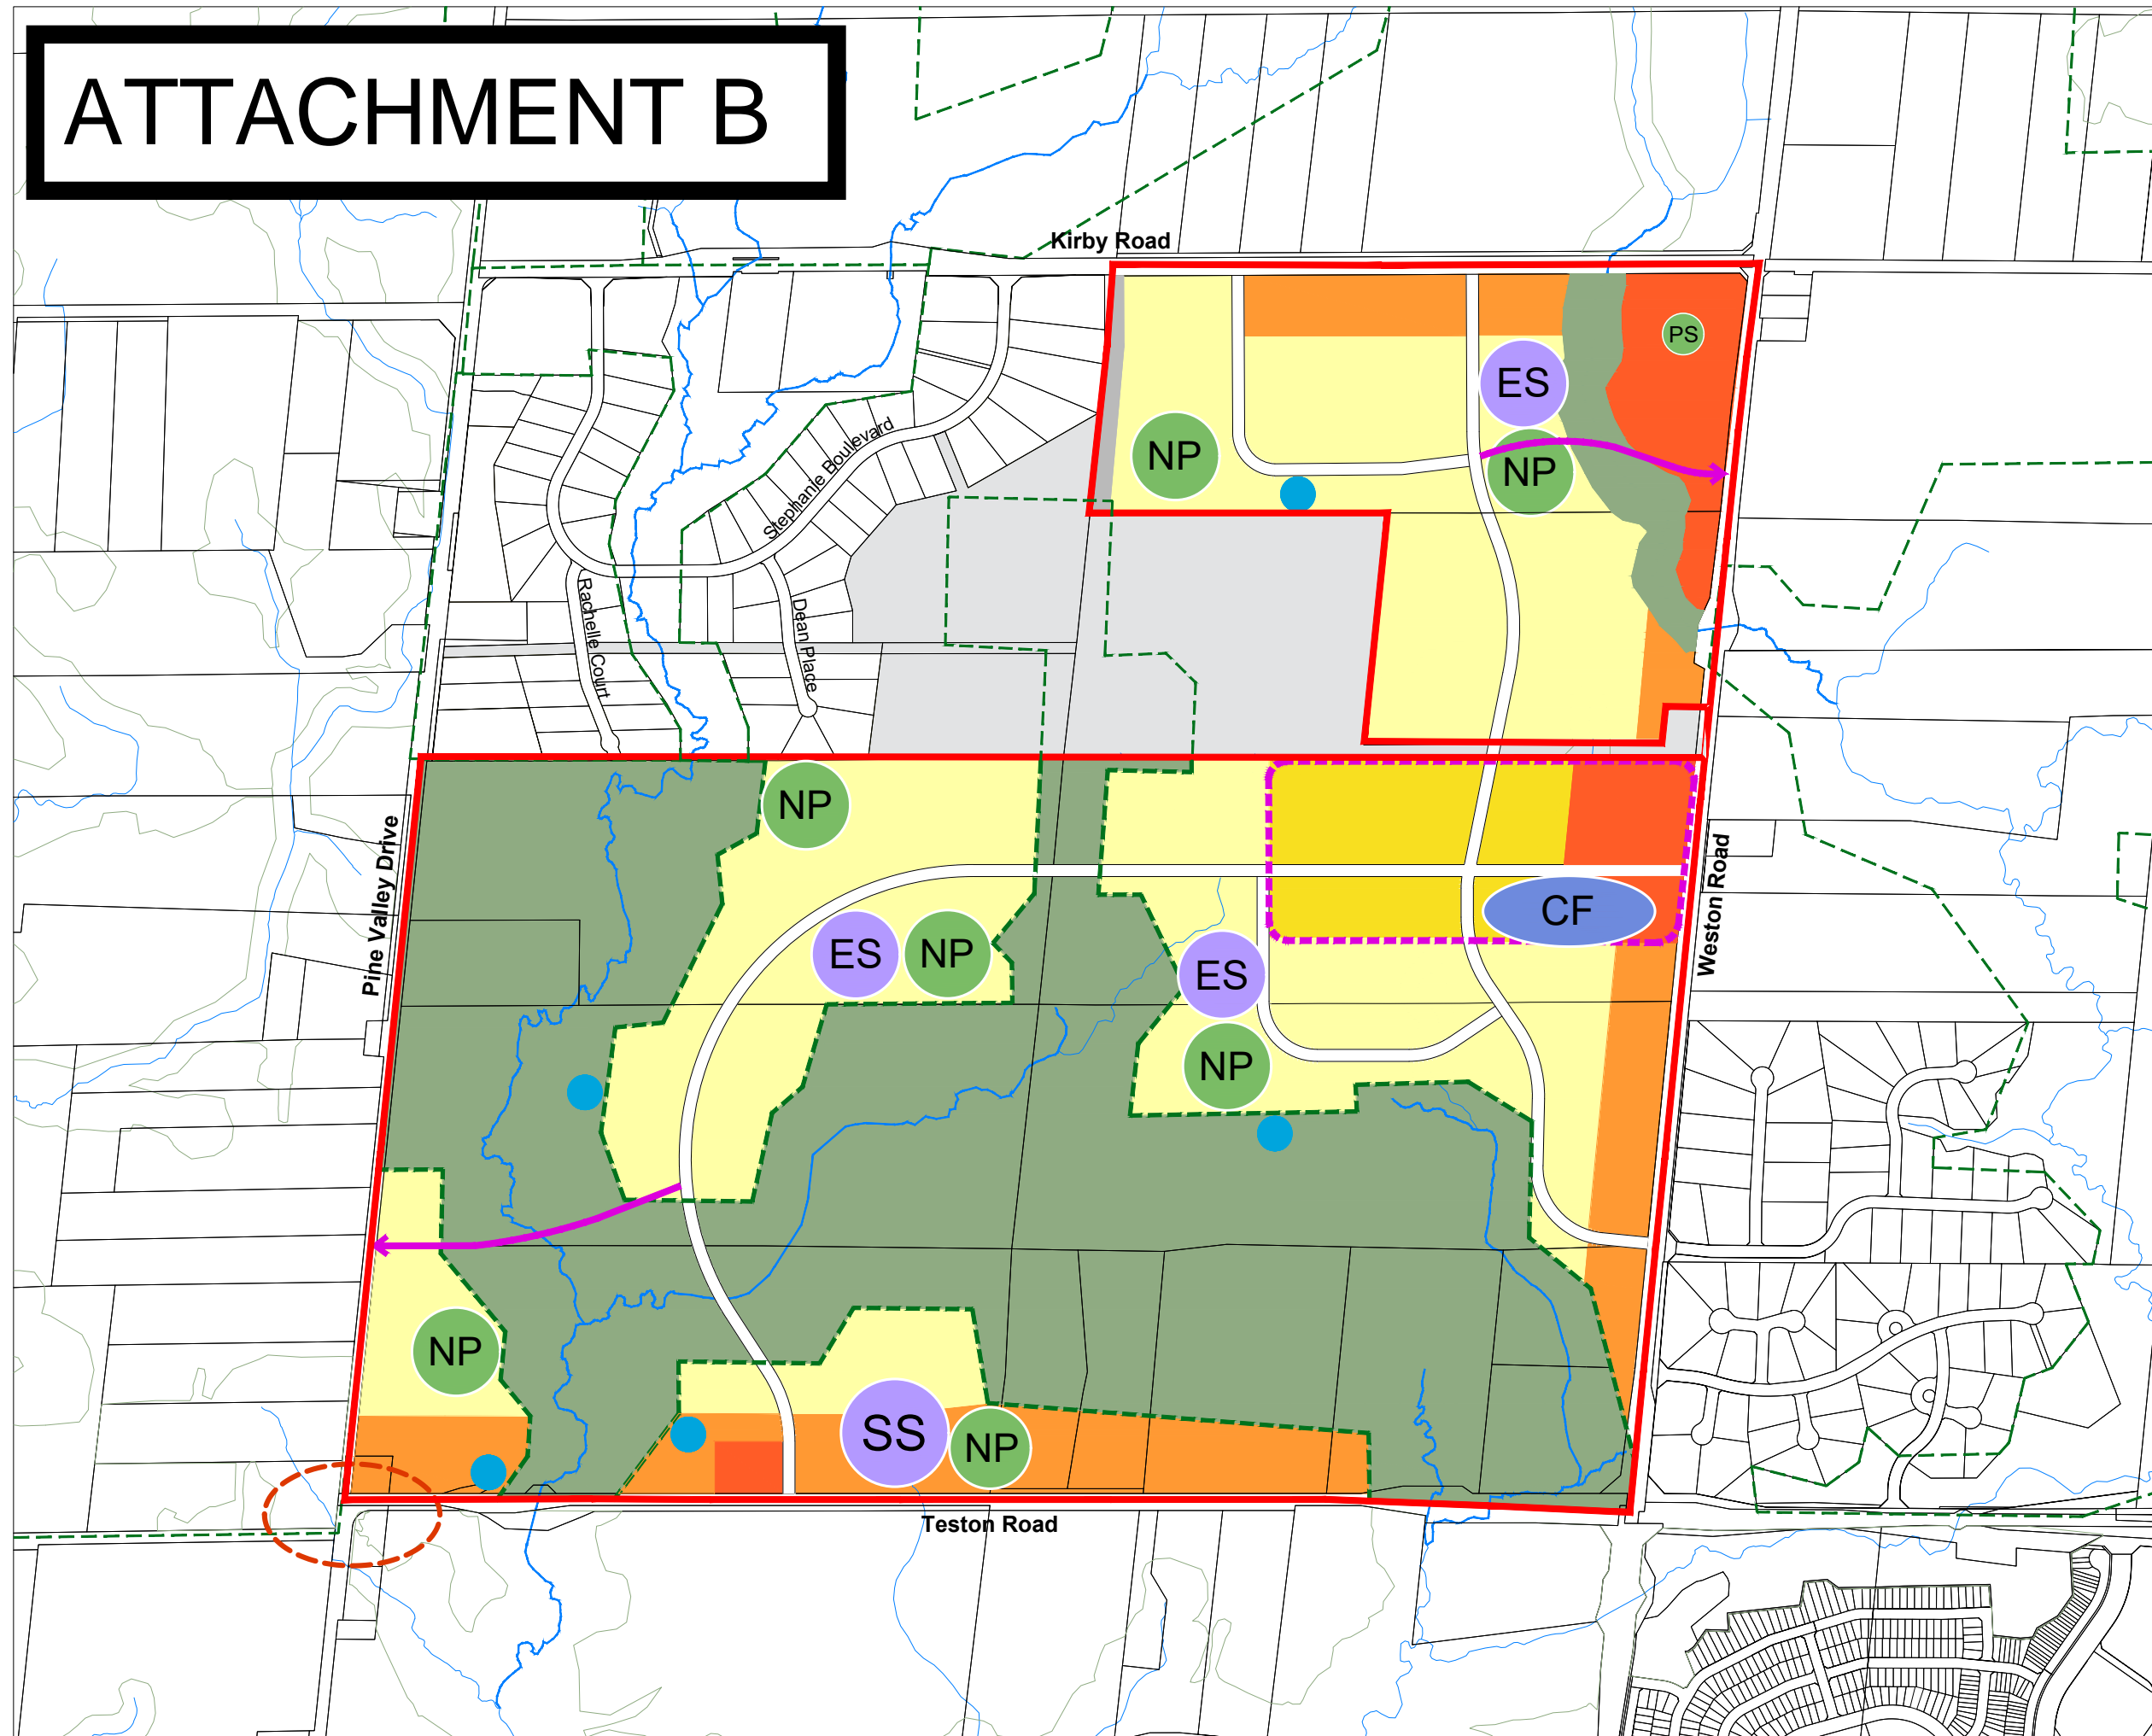 ATTACHMENT B
Kirby Road
PS
ES
NP
NP
Stephanie Boulevard
Rachelle Court
Dean Place
NP
Pine Valley Drive
Weston Road
CF
ES
NP
ES
NP
NP
SS
NP
Teston Road